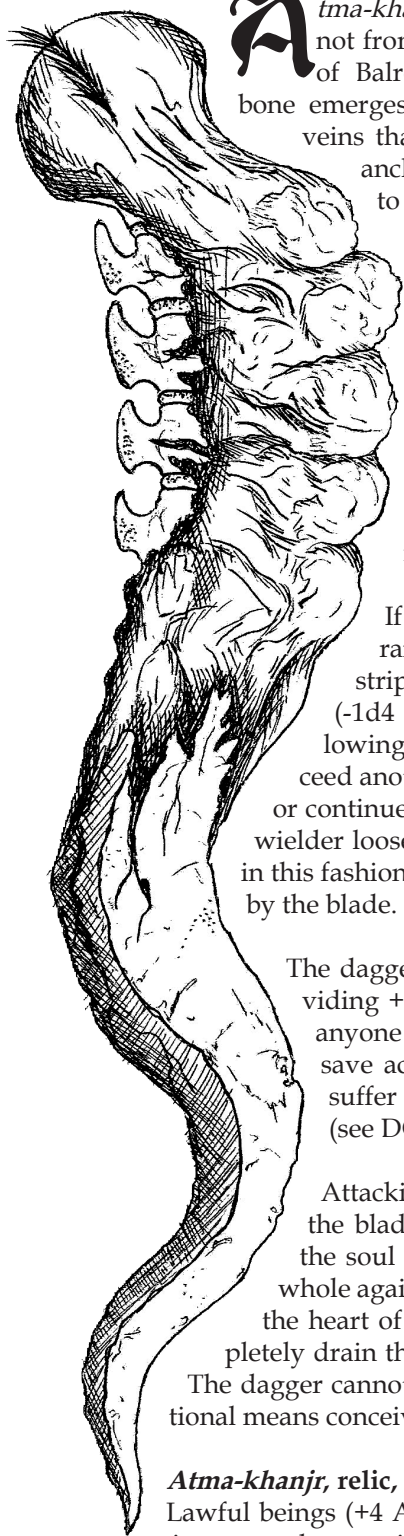 Atma-kha
not from
of Balr
bone emerges
veins tha
anc
to
If
ra
strip
(-1d4
lowing
ceed ano
or continue
wielder loose
in this fashion
by the blade.
The dagge
viding +
anyone
save ac
suffer
(see DC
Attacki
the blad
the soul
whole agai
the heart of
pletely drain th
The dagger canno
tional means conceiv
Atma-khanjr, relic,
Lawful beings (+4 A